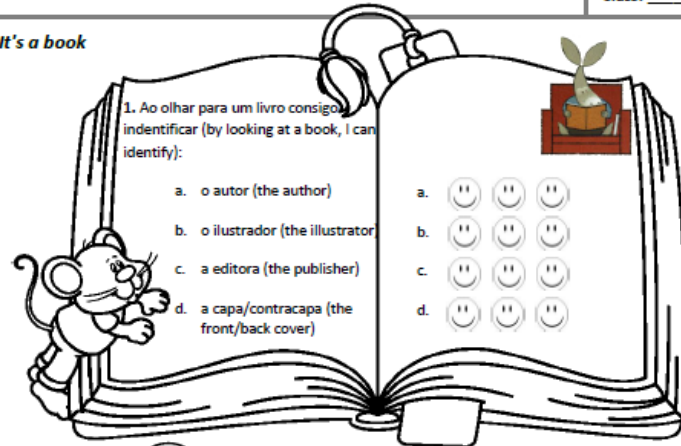 It's a book
1. Ao olhar para um livro consigo
indentificar (by looking at a book, I can
identify):
a. o autor (the author)
b. o ilustrador (the illustrator)
c. a editora (the publisher)
d. a capa/contracapa (the
front/back cover)
a.
b.
c.
d.